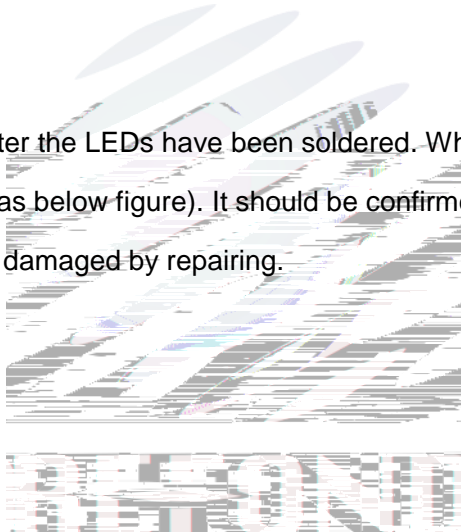 ter the LEDs have been soldered. Wh
as below figure). It should be confirme
damaged by repairing.